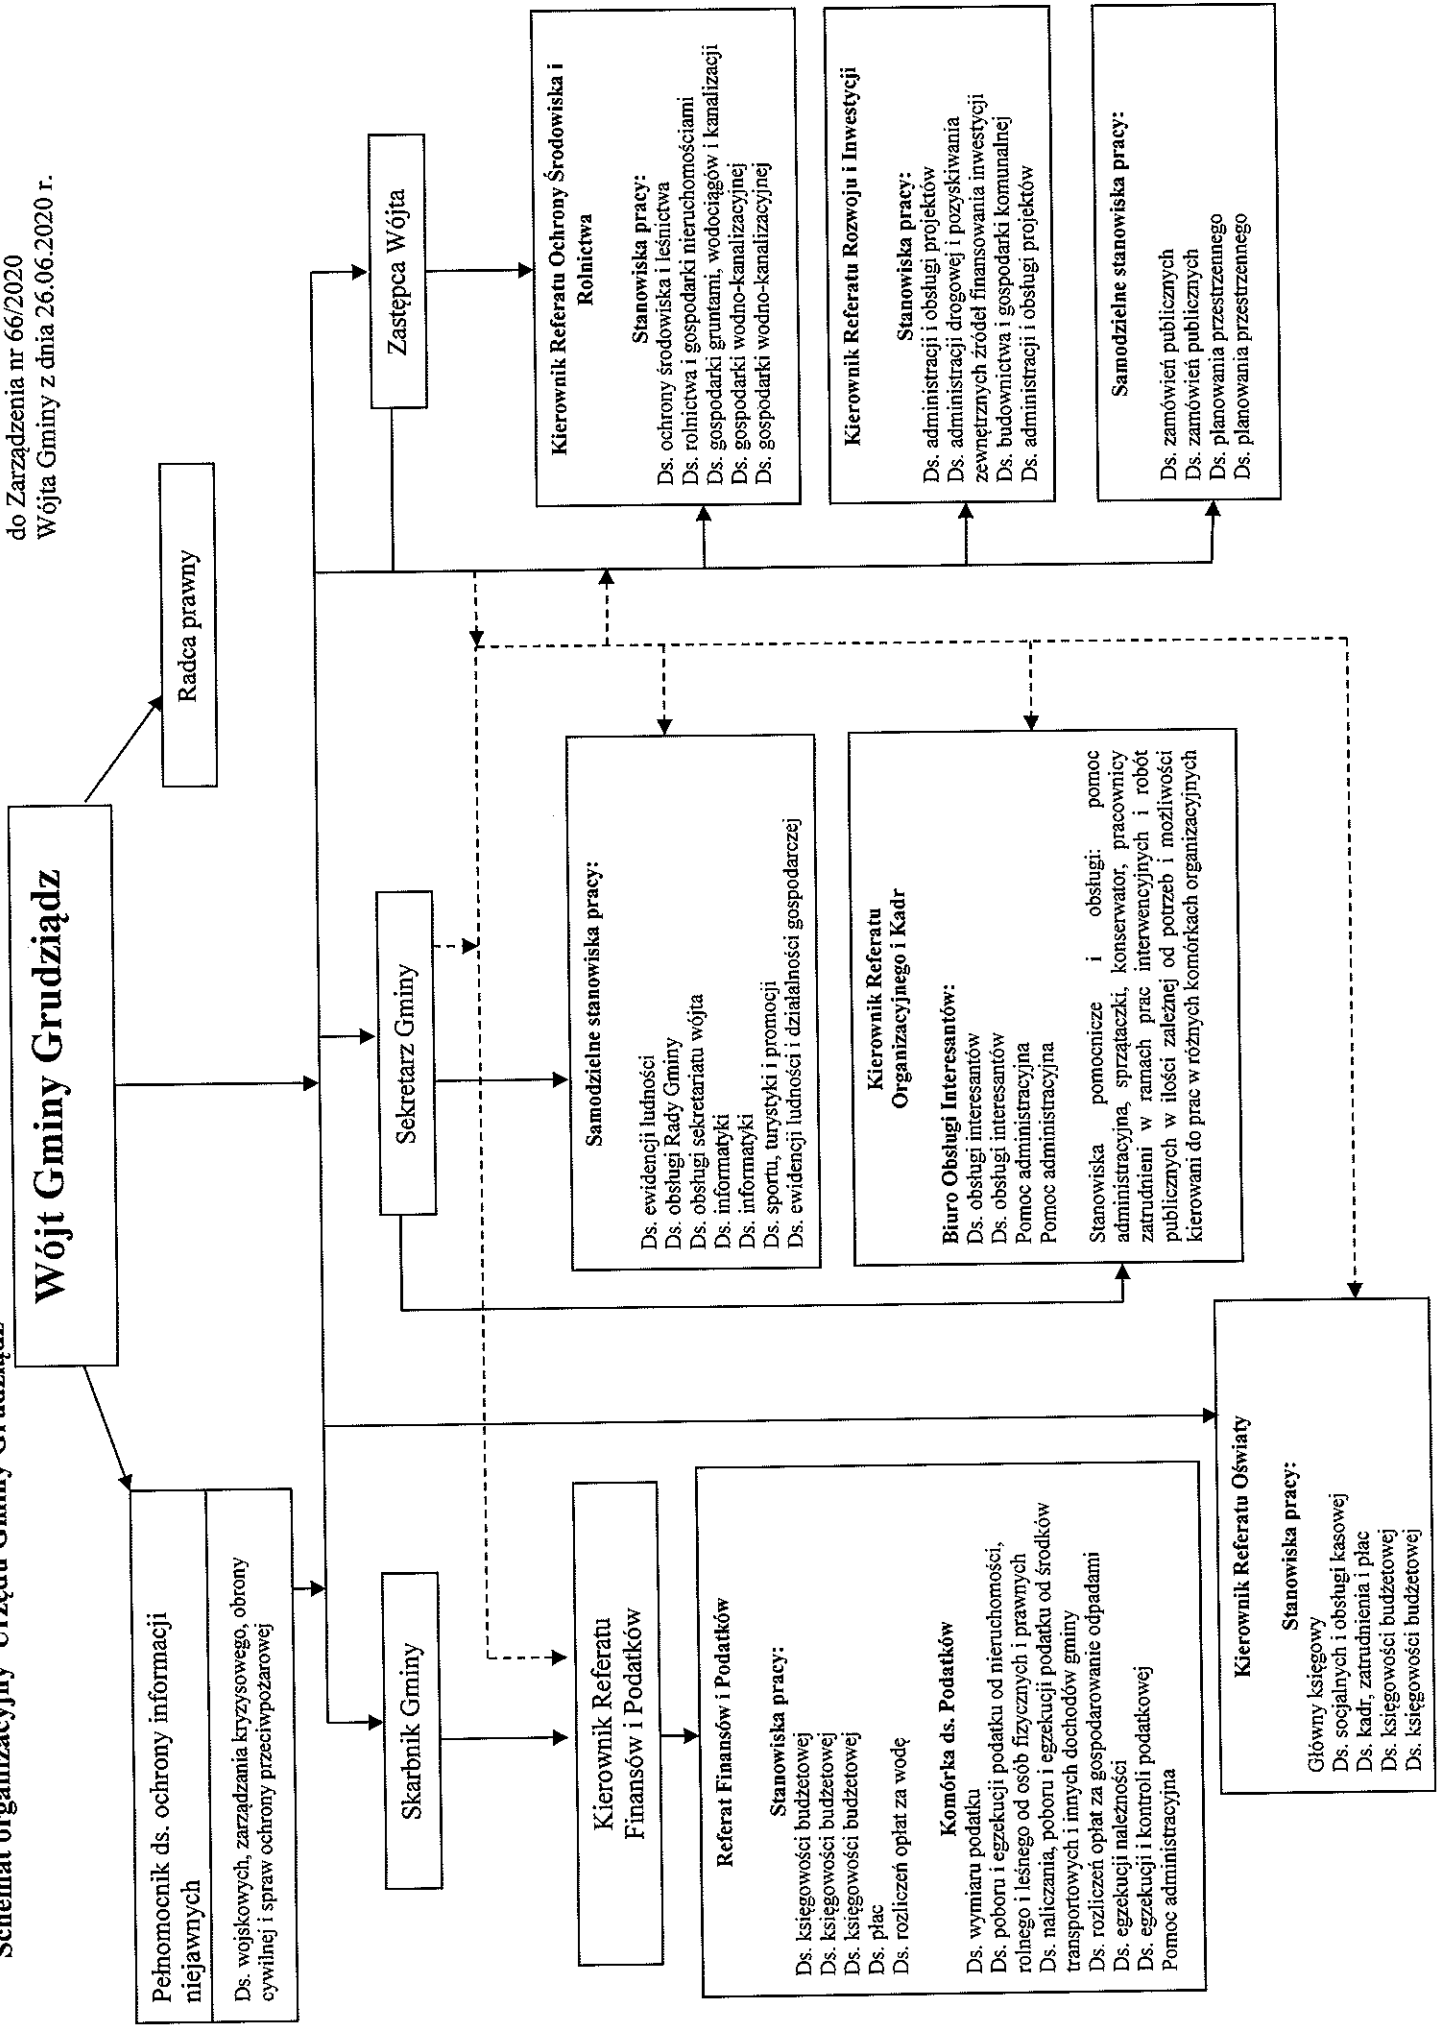 do Zarządzenia nr 66/2020
Wójta Gminy z dnia 26.06.2020 r.
Schemat organizacyjny Urzędu Gminy Grudziądz
Wójt Gminy Grudziądz
Radca prawny
Pełnomocnik ds. ochrony informacji
niejawnych
Ds. wojskowych, zarządzania kryzysowego, obrony
cywilnej i spraw ochrony przeciwpożarowej
Skarbnik Gminy
Sekretarz Gminy
Zastępca Wójta
Kierownik Referatu
Finansów i Podatków
Referat Finansów i Podatków
Stanowiska pracy:
Ds. księgowości budżetowej
Ds. księgowości budżetowej
Ds. księgowości budżetowej
Ds. płac
Ds. rozliczeń opłat za wodę
Komórka ds. Podatków
Ds. wymiaru podatku
Ds. poboru i egzekucji podatku od nieruchomości,
rolnego i leśnego od osób fizycznych i prawnych
Ds. naliczania, poboru i egzekucji podatku od środków
transportowych i innych dochodów gminy
Ds. rozliczeń opłat za gospodarowanie odpadami
Ds. egzekucji należności
Ds. egzekucji i kontroli podatkowej
Pomoc administracyjna
Kierownik Referatu Oświaty
Stanowiska pracy:
Główny księgowy
Ds. socjalnych i obsługi kasowej
Ds. kadr, zatrudnienia i płac
Ds. księgowości budżetowej
Ds. księgowości budżetowej
Samodzielne stanowiska pracy:
Ds. ewidencji ludności
Ds. obsługi Rady Gminy
Ds. obsługi sekretariatu wójta
Ds. informatyki
Ds. informatyki
Ds. sportu, turystyki i promocji
Ds. ewidencji ludności i działalności gospodarczej
Kierownik Referatu
Organizacyjnego i Kadr
Biuro Obsługi Interesantów:
Ds. obsługi interesantów
Ds. obsługi interesantów
Pomoc administracyjna
Pomoc administracyjna
Stanowiska pomocnicze i obsługi: pomoc
administracyjna, sprzątaczki, konserwator, pracownicy
zatrudnieni w ramach prac interwencyjnych i robót
publicznych w ilości zależnej od potrzeb i możliwości
kierowani do prac w różnych komórkach organizacyjnych
Kierownik Referatu Ochrony Środowiska i
Rolnictwa
Stanowiska pracy:
Ds. ochrony środowiska i leśnictwa
Ds. rolnictwa i gospodarki nieruchomościami
Ds. gospodarki gruntami, wodociągów i kanalizacji
Ds. gospodarki wodno-kanalizacyjnej
Ds. gospodarki wodno-kanalizacyjnej
Kierownik Referatu Rozwoju i Inwestycji
Stanowiska pracy:
Ds. administracji i obsługi projektów
Ds. administracji drogowej i pozyskiwania
zewnętrznych źródeł finansowania inwestycji
Ds. budownictwa i gospodarki komunalnej
Ds. administracji i obsługi projektów
Samodzielne stanowiska pracy:
Ds. zamówień publicznych
Ds. zamówień publicznych
Ds. planowania przestrzennego
Ds. planowania przestrzennego